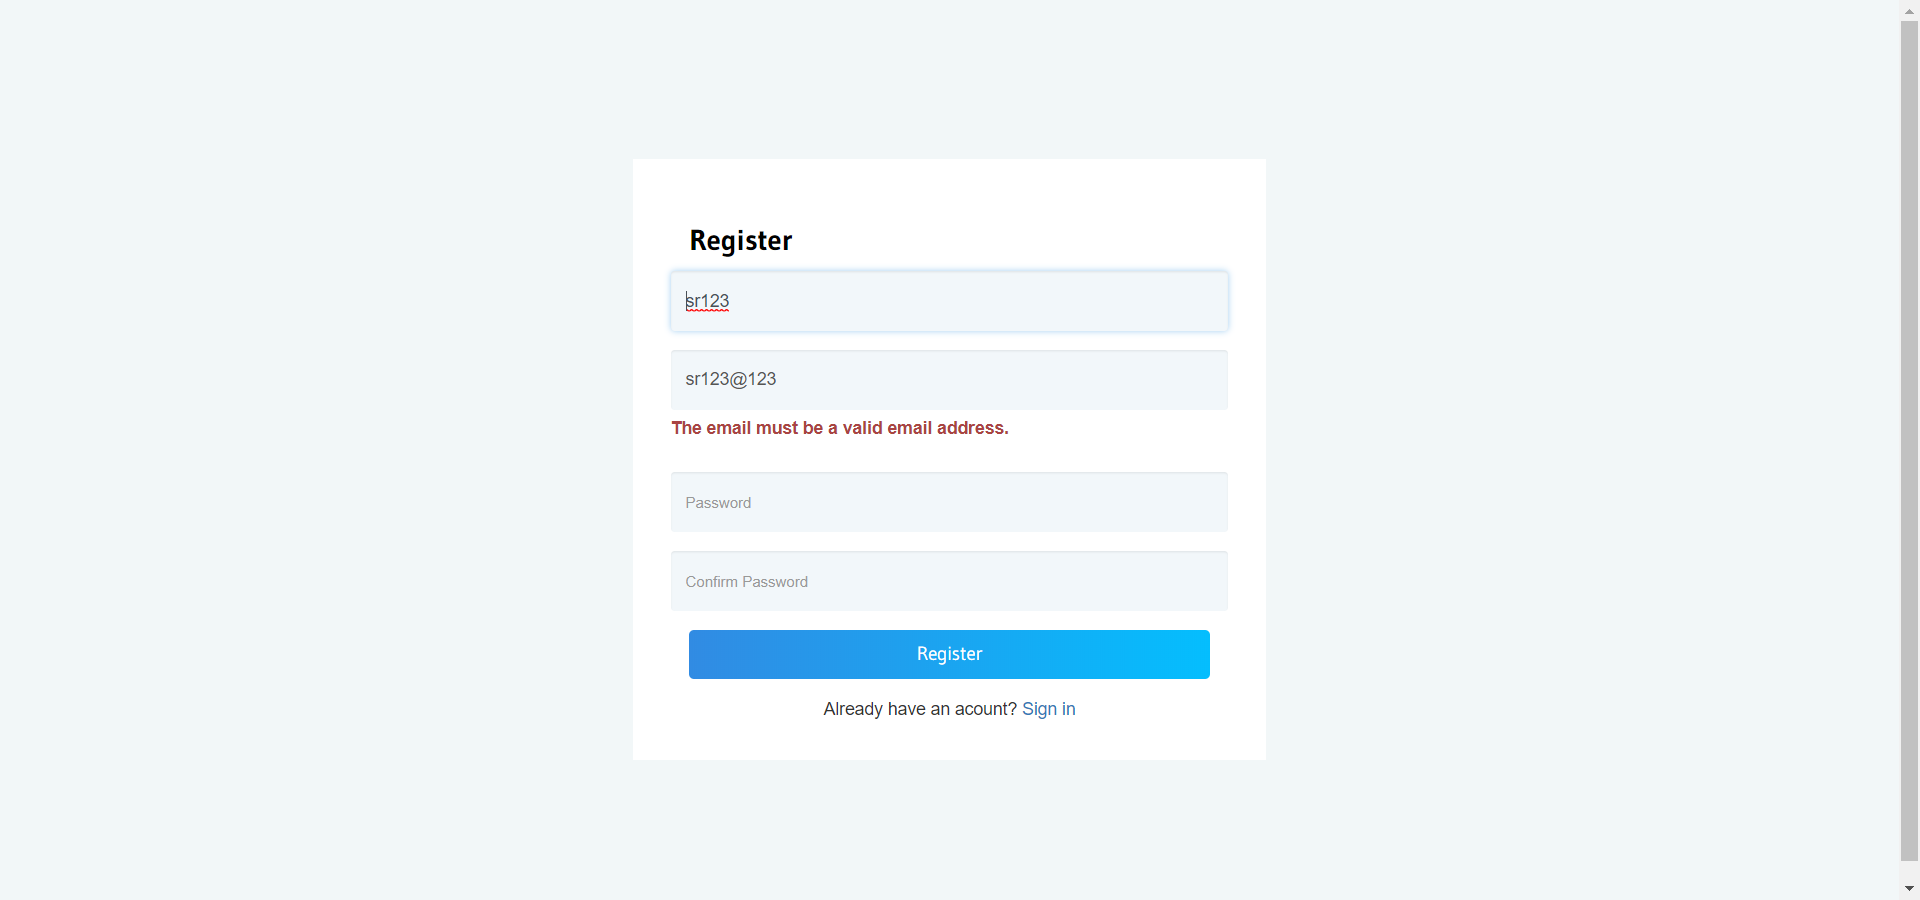 Register
sr123
sr123@123
The email must be a valid email address.
Password
Confirm Password
Register
Already have an acount? Sign in